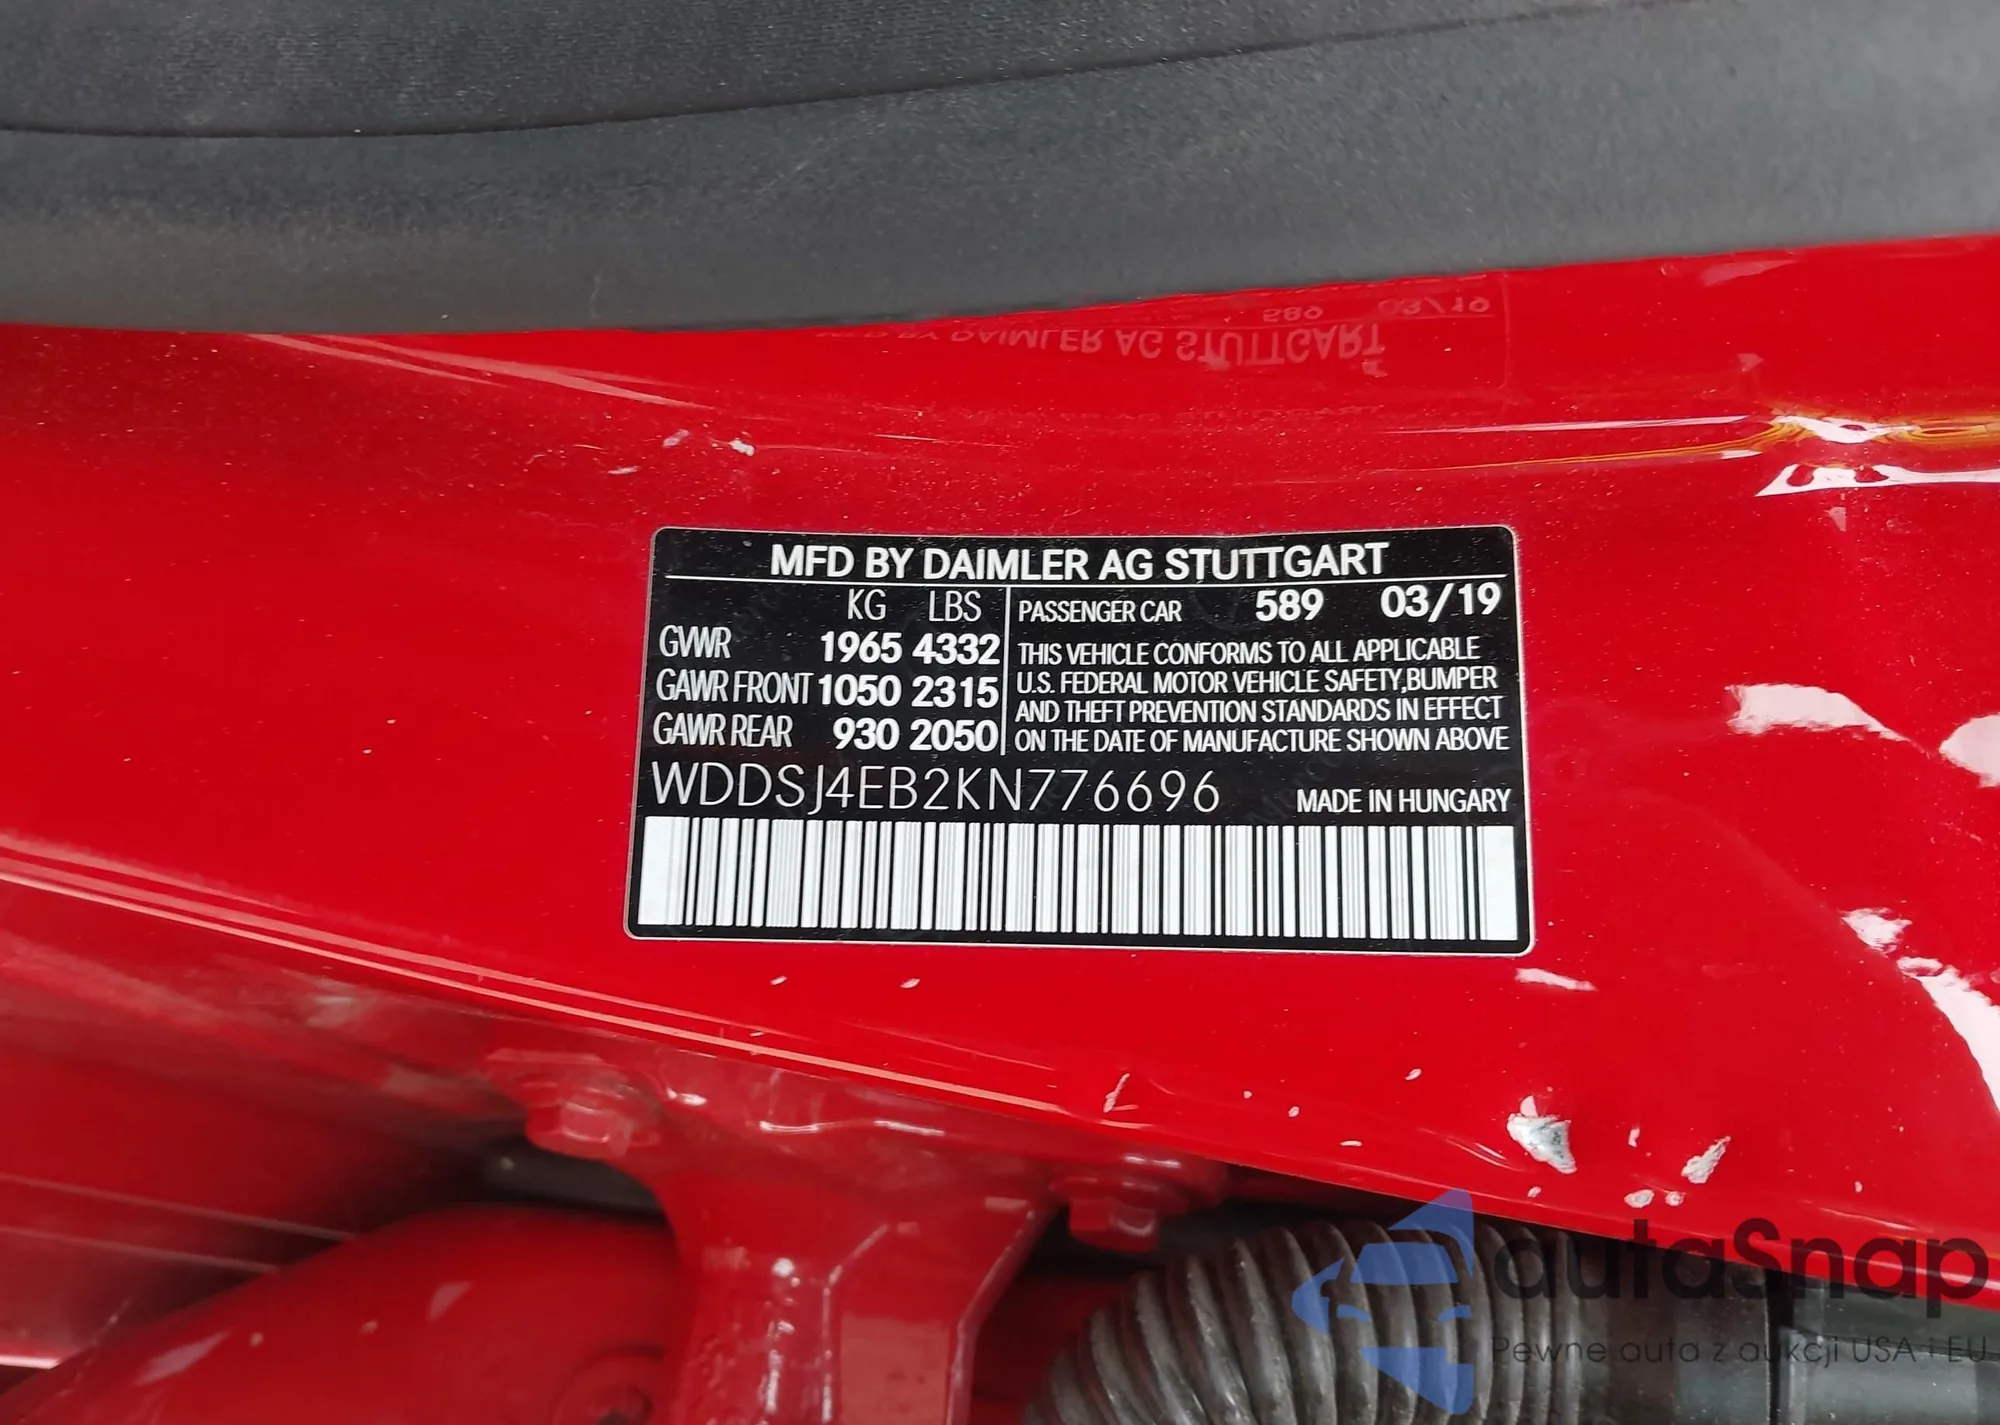 MFD BY DAIMLER AG STUTTGART
KG LBS
GVWR 1965 4332
GAWR FRONT 1050 2315
GAWR REAR 930 2050
PASSENGER CAR 589 03/19
THIS VEHICLE CONFORMS TO ALL APPLICABLE
U.S. FEDERAL MOTOR VEHICLE SAFETY,BUMPER
AND THEFT PREVENTION STANDARDS IN EFFECT
ON THE DATE OF MANUFACTURE SHOWN ABOVE
WDDSJ4EB2KN776696 MADE IN HUNGARY
autaSnap
Pewne auta z aukcji USA i EU